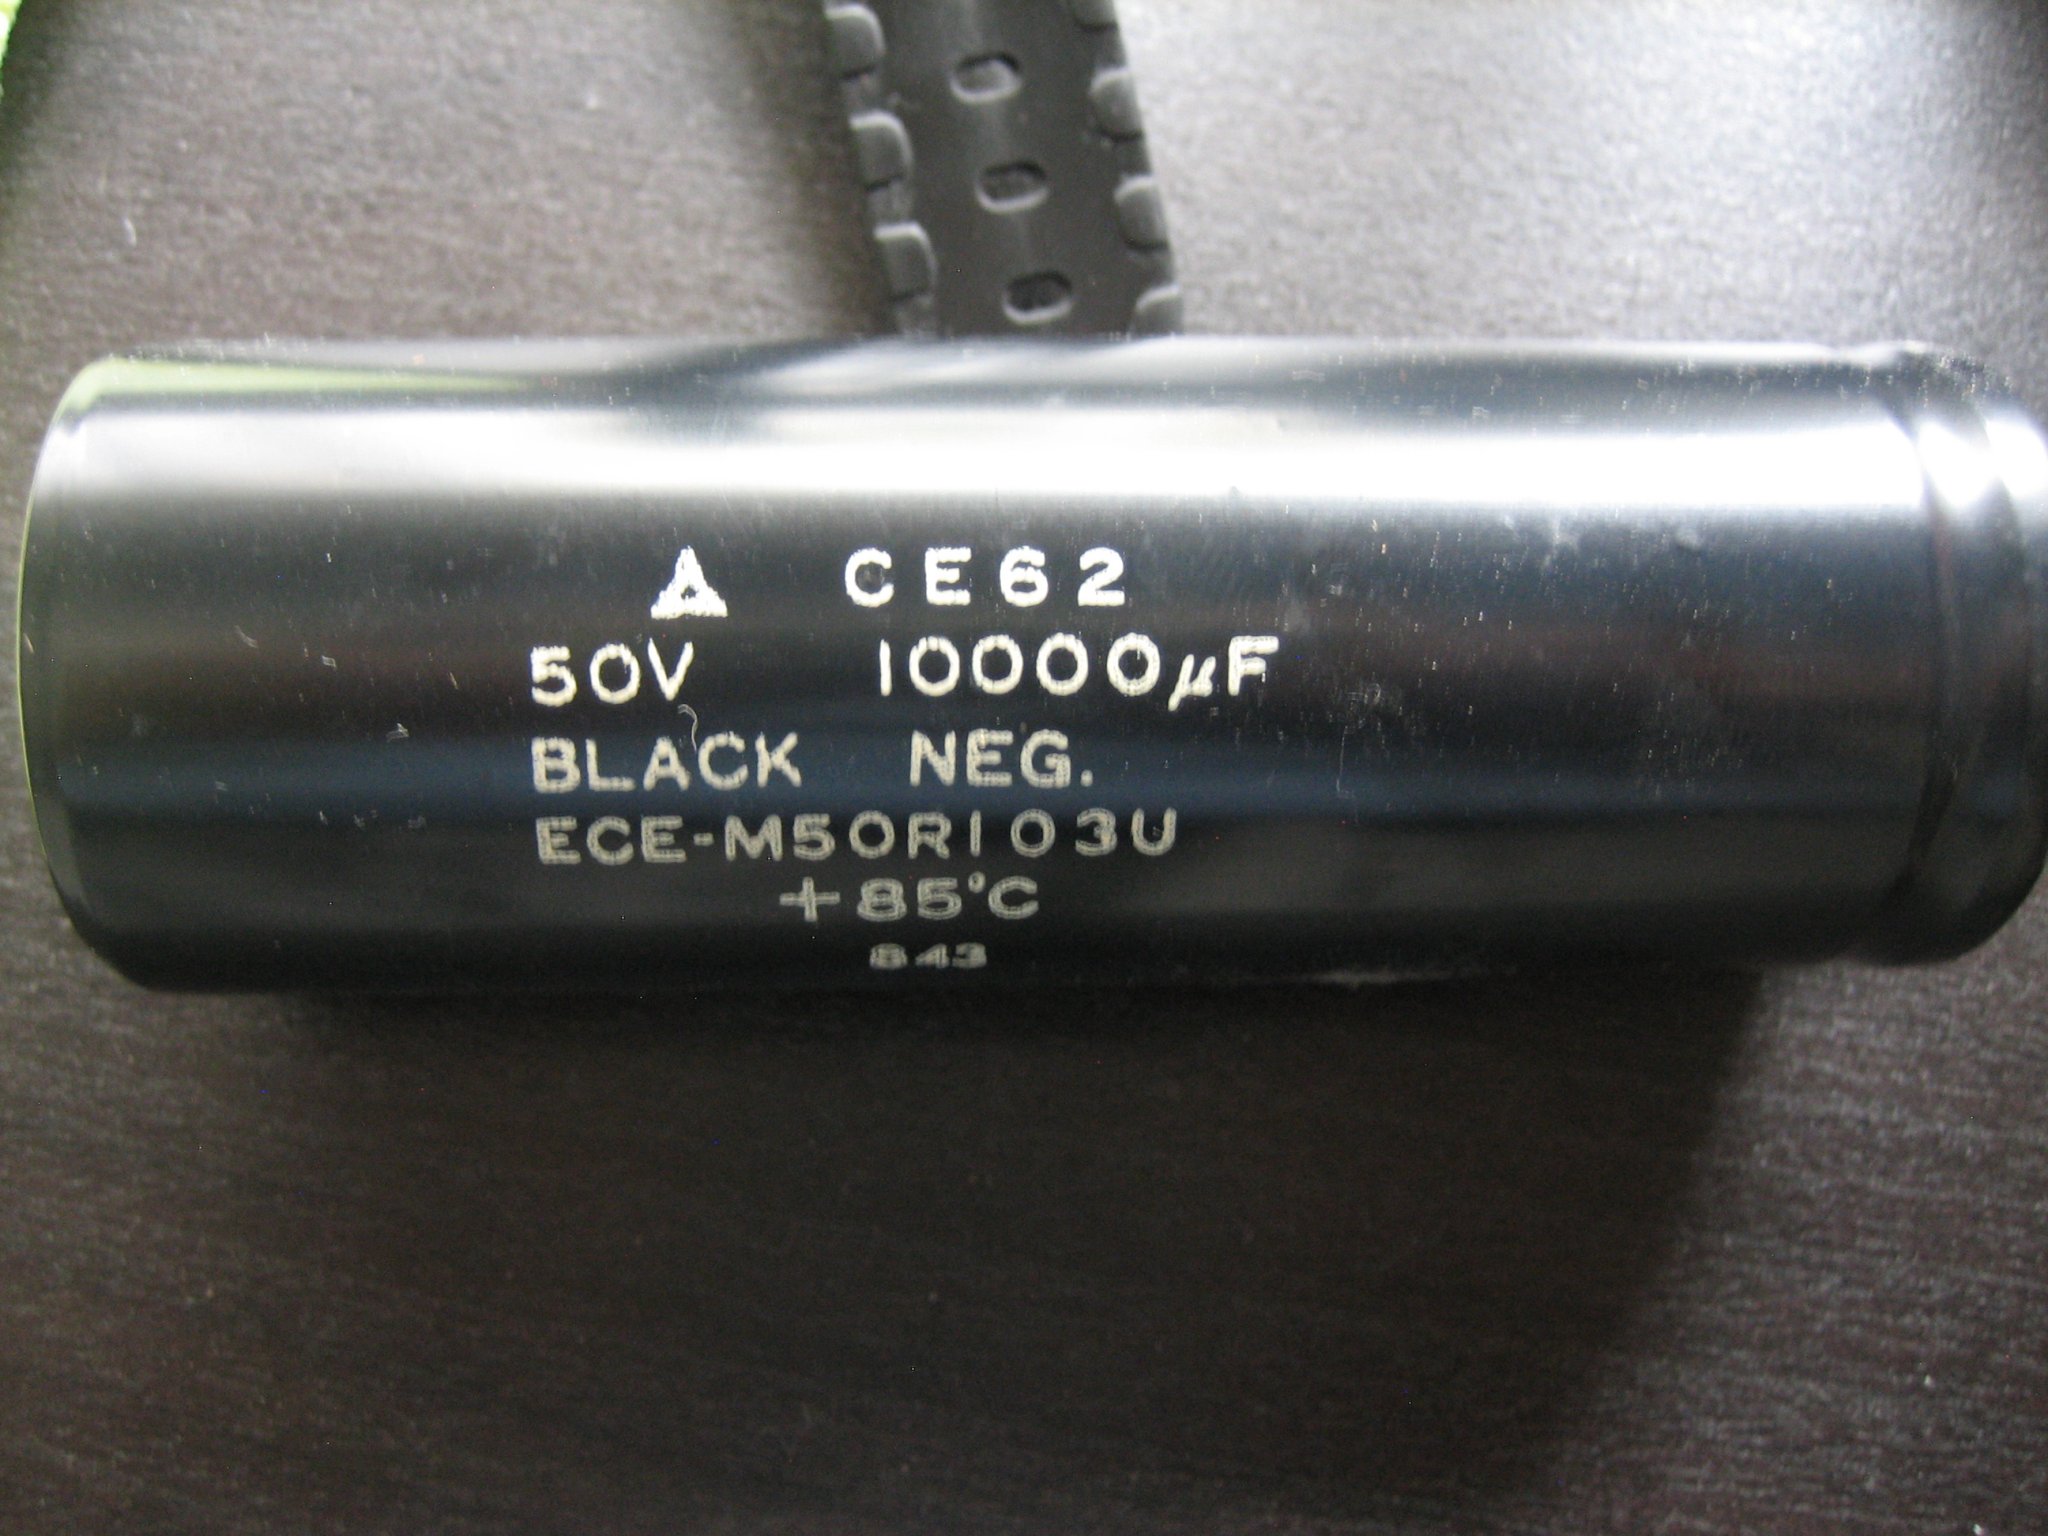 CE62
50V 10000µF
BLACK NEG.
ECE-M50R103U
+85°C
843